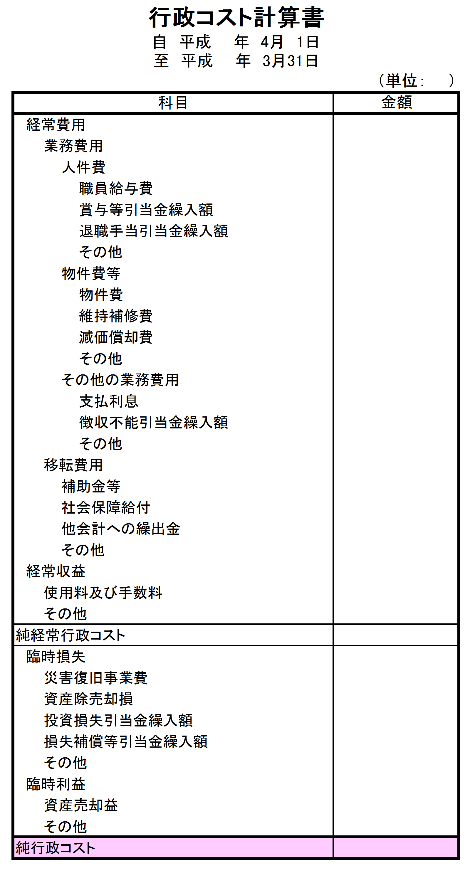 行政コスト計算書
自 平成 年 4月 1日
至 平成 年 3月31日
（単位： ）
科目 金額
経常費用
業務費用
人件費
職員給与費
賞与等引当金繰入額
退職手当引当金繰入額
その他
物件費等
物件費
維持補修費
減価償却費
その他
その他の業務費用
支払利息
徴収不能引当金繰入額
その他
移転費用
補助金等
社会保障給付
他会計への繰出金
その他
経常収益
使用料及び手数料
その他
純経常行政コスト
臨時損失
災害復旧事業費
資産除売却損
投資損失引当金繰入額
損失補償等引当金繰入額
その他
臨時利益
資産売却益
その他
純行政コスト